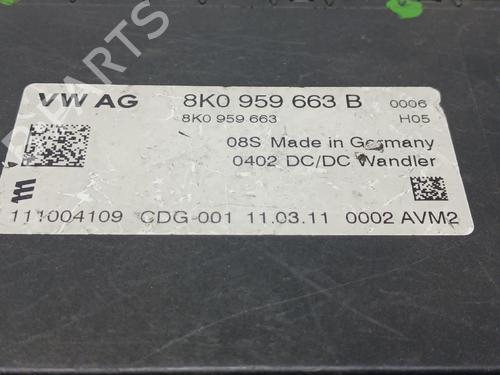 VW AG 8K0 959 663 B 0006
8K0 959 663 H05
08S Made in Germany
0402 DC/DC Wandler
m
111004109 CDG-001 11.03.11 0002 AVM2
PARTS